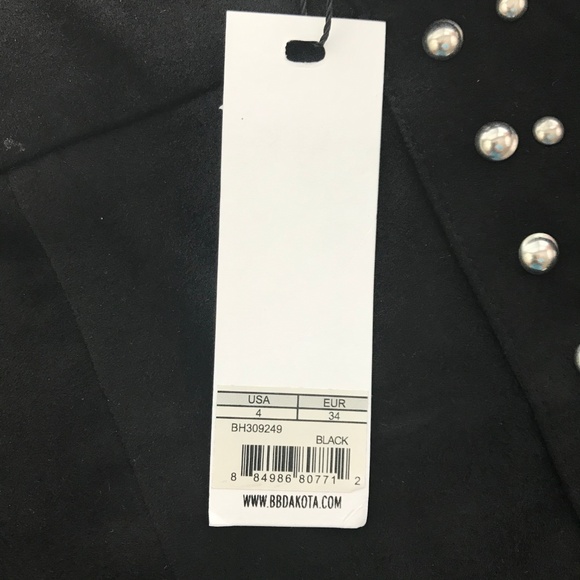 USA EUR
4 34
BH309249
BLACK
8 84986 80771 2
WWW.BBDAKOTA.COM